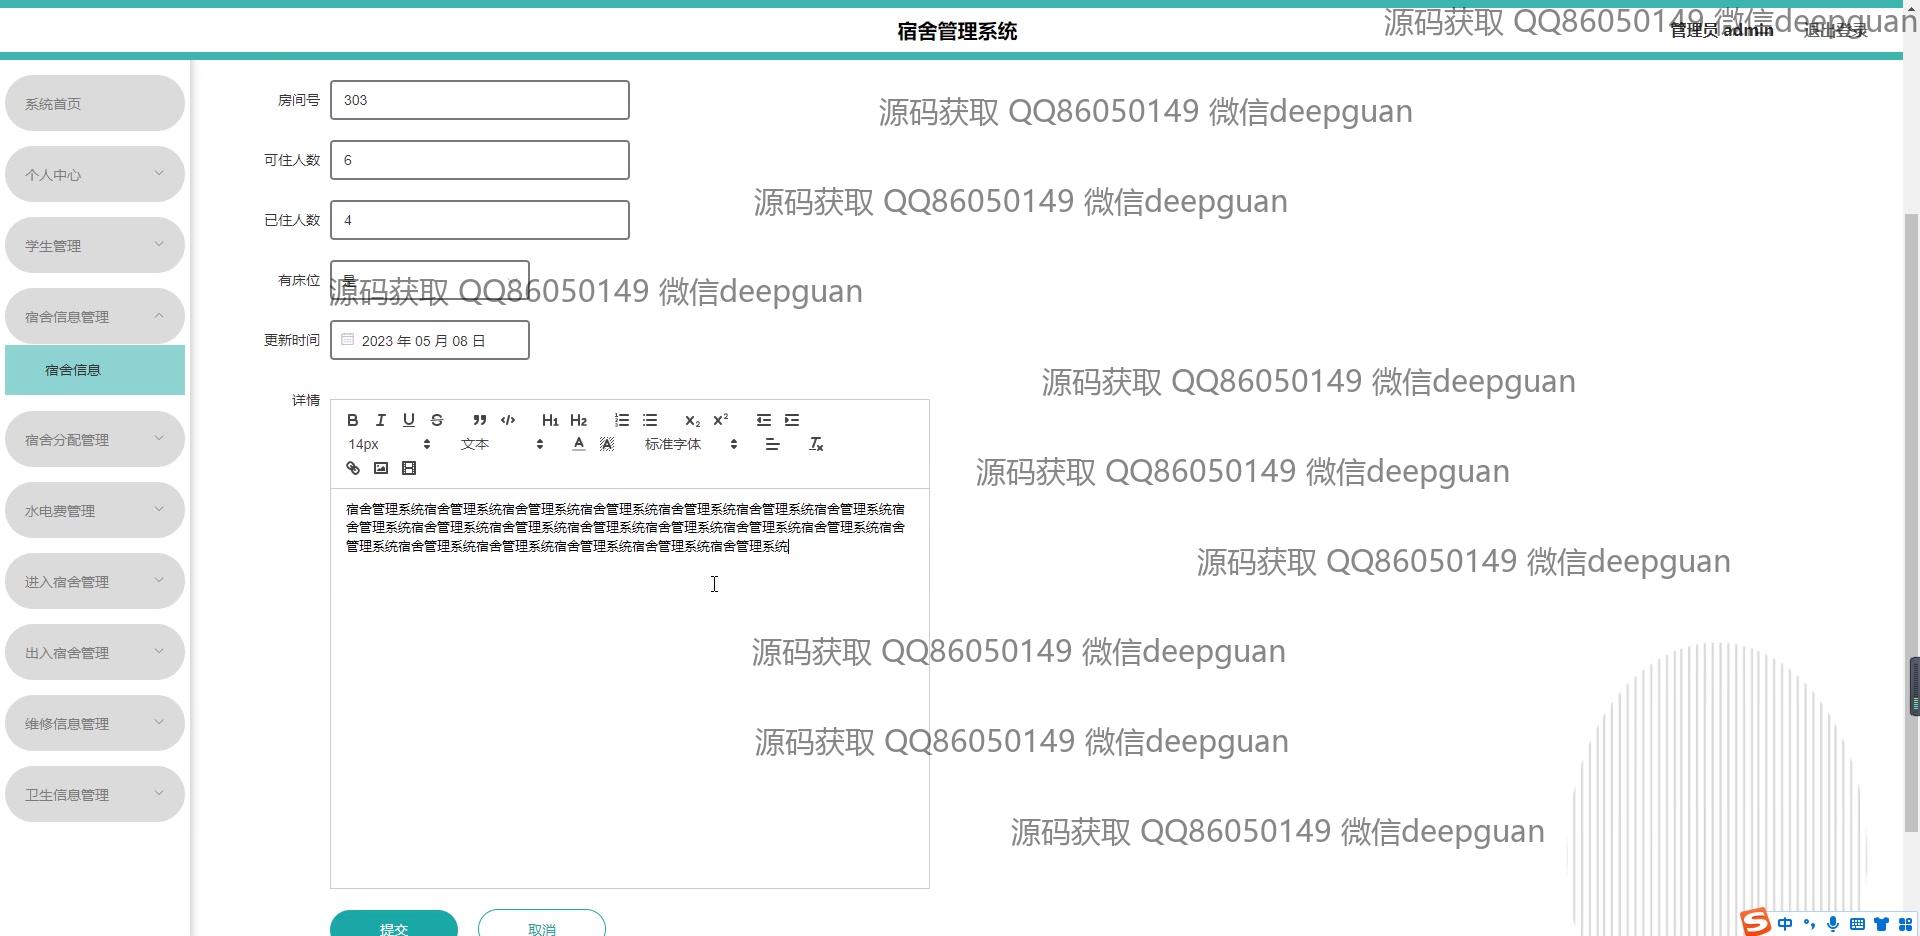 宿舍管理系统
源码获取 QQ86050149 微信deepguan
管理员 admin
退出登录
系统首页
个人中心
学生管理
宿舍信息管理
宿舍信息
宿舍分配管理
水电费管理
进入宿舍管理
出入宿舍管理
维修信息管理
卫生信息管理
房间号 303
源码获取 QQ86050149 微信deepguan
可住人数 6
源码获取 QQ86050149 微信deepguan
已住人数 4
有床位 是
源码获取 QQ86050149 微信deepguan
更新时间 2023 年 05 月 08 日
源码获取 QQ86050149 微信deepguan
详情
B I U S H1 H2 X2 X2
14px 文本 A A 标准字体 Tx
源码获取 QQ86050149 微信deepguan
宿舍管理系统宿舍管理系统宿舍管理系统宿舍管理系统宿舍管理系统宿舍管理系统宿舍管理系统宿
舍管理系统宿舍管理系统宿舍管理系统宿舍管理系统宿舍管理系统宿舍管理系统宿舍管理系统宿舍
管理系统宿舍管理系统宿舍管理系统宿舍管理系统宿舍管理系统宿舍管理系统
源码获取 QQ86050149 微信deepguan
源码获取 QQ86050149 微信deepguan
源码获取 QQ86050149 微信deepguan
源码获取 QQ86050149 微信deepguan
提交 取消
S 中